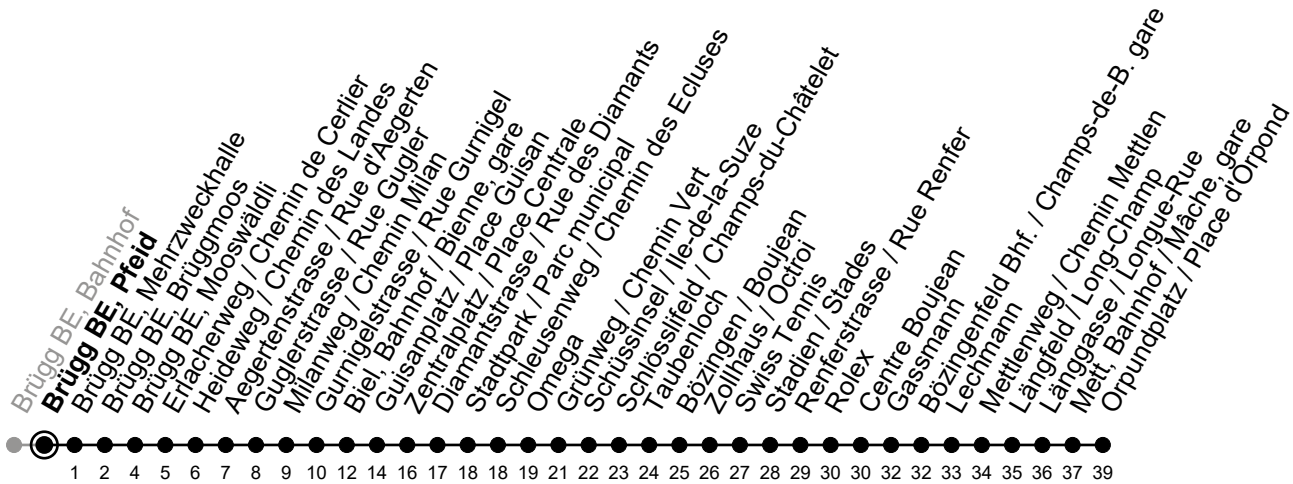 Brügg BE, Bahnhof
Brügg BE, Pfeid
Brügg BE, Mehrzweckhalle
Brügg BE, Brüggmoos
Brügg BE, Mooswäldi
Erlachenweg / Chemin de Cerlier
Heideweg / Chemin des Landes
Aegertenstrasse / Rue d'Aegerten
Guglerstrasse / Rue Gugler
Milanweg / Chemin Milan
Gurnigelstrasse / Rue Gurnigel
Biel, Bahnhof / Bienne, gare
Guisanplatz / Place Guisan
Zentralplatz / Place Centrale
Diamantstrasse / Rue des Diamants
Stadtpark / Parc municipal
Schleusenweg / Chemin des Ecluses
Omega
Grünweg / Chemin Vert
Schüssinsel / Ile-de-la-Suze
Schlösslifeld / Champs-du-Châtelet
Taubenloch
Bözingen / Boujean
Zollhaus / Octroi
Swiss Tennis
Stadien / Stades
Renferstrasse / Rue Renfer
Rolex
Centre Boujean
Gassmann
Bözingenfeld Bhf. / Champs-de-B. gare
Lechmann
Mettlenweg / Chemin Mettlen
Längfeld / Long-Champ
Länggasse / Longue-Rue
Mett, Bahnhof / Mâche, gare
Orpundplatz / Place d'Orpond
1 2 4 5 6 7 8 9 10 12 14 16 17 18 18 19 21 22 23 24 25 26 27 28 29 30 30 32 32 33 34 35 36 37 39